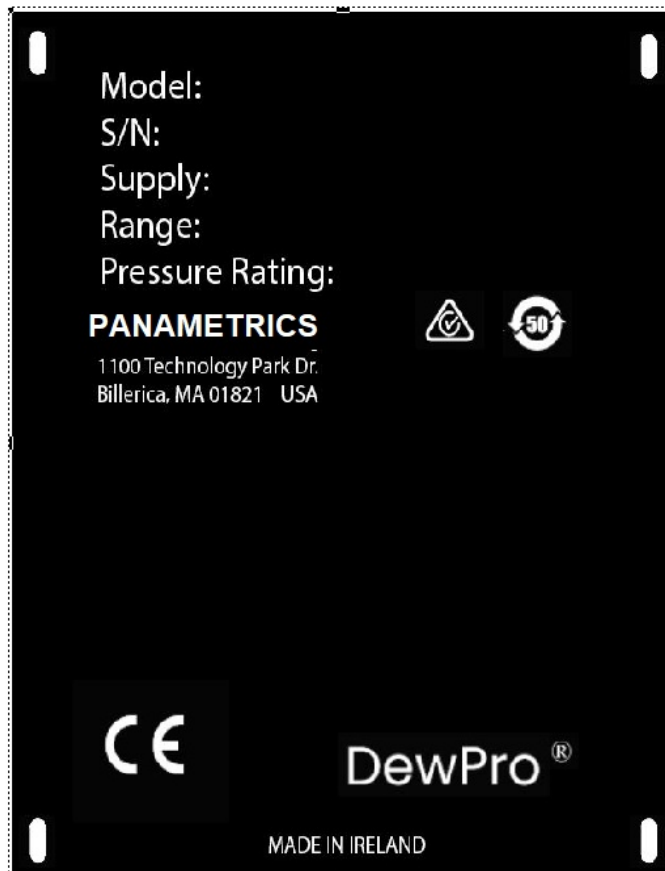 Model:
S/N:
Supply:
Range:
Pressure Rating:
PANAMETRICS
50
1100 Technology Park Dr.
Billerica, MA 01821 USA
CE
DewPro®
MADE IN IRELAND